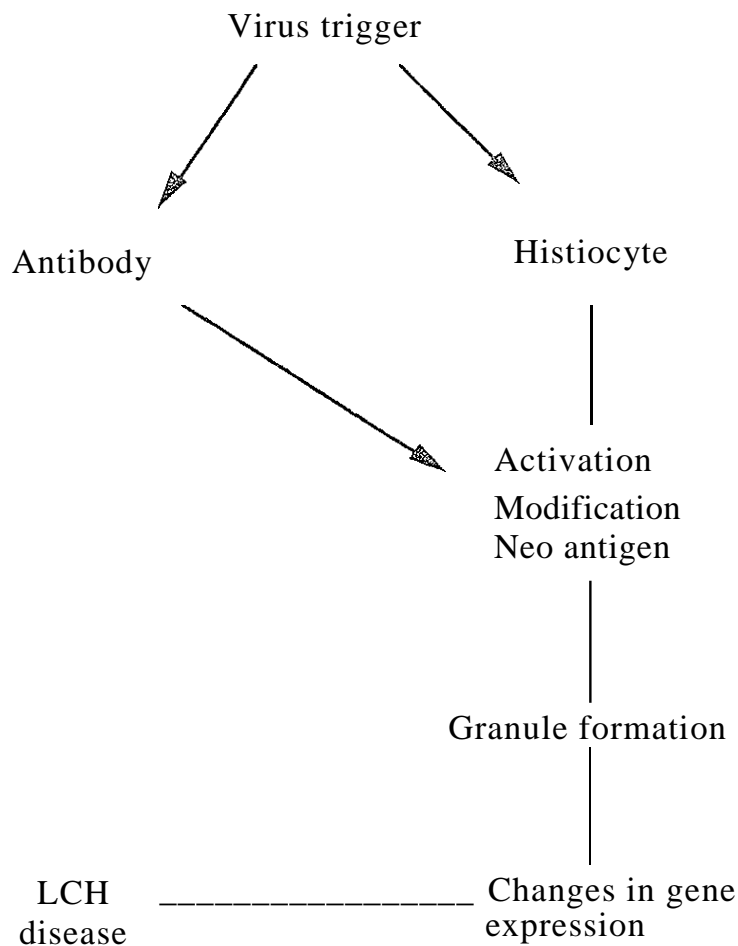 Virus trigger
Antibody
Histiocyte
Activation
Modification
Neo antigen
Granule formation
LCH
disease
Changes in gene
expression